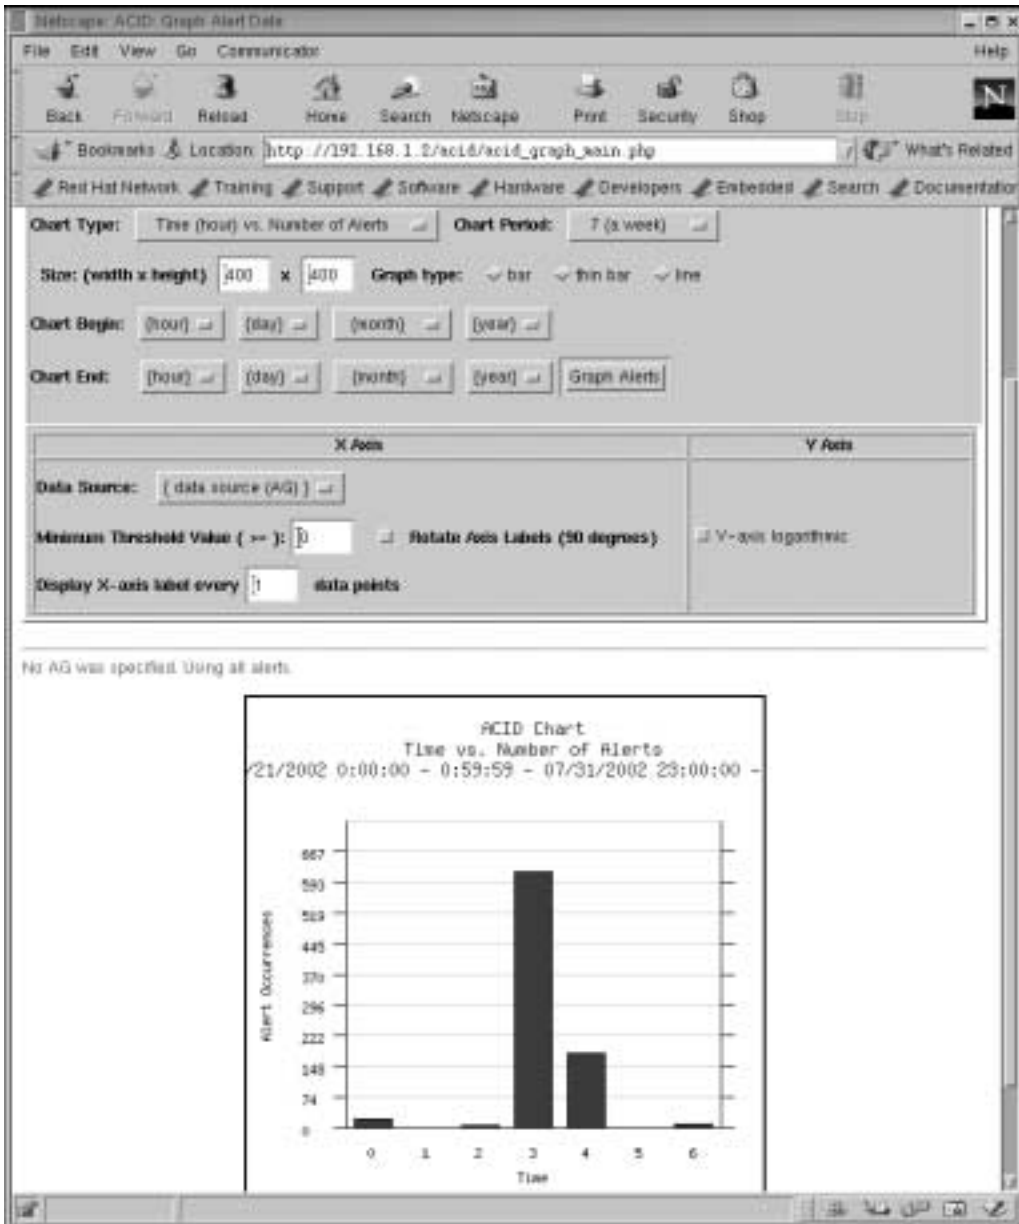 Netscape: ACID: Graph Alert Data
File Edit View Go Communicator Help
Back Forward Reload Home Search Netscape Print Security Shop Stop
N
Bookmarks Location: http://192.168.1.2/acid/acid_graph_main.php What's Related
Red Hat Network Training Support Software Hardware Developers Embedded Search Documentation
Chart Type: Time (hour) vs. Number of Alerts Chart Period: 7 (a week)
Size: (width x height) 400 x 400 Graph type: bar thin bar line
Chart Begin: {hour} {day} {month} {year}
Chart End: {hour} {day} {month} {year} Graph Alerts
X Axis Y Axis
Data Source: { data source (AG) }
Minimum Threshold Value ( >= ): 0 Rotate Axis Labels (90 degrees) Y-axis logarithmic
Display X-axis label every 1 data points
No AG was specified. Using all alerts.
ACID Chart
Time vs. Number of Alerts
/21/2002 0:00:00 - 0:59:59 - 07/31/2002 23:00:00 -
667
593
519
445
370
296
222
148
74
0
Alert Occurrences
0 1 2 3 4 5 6
Time